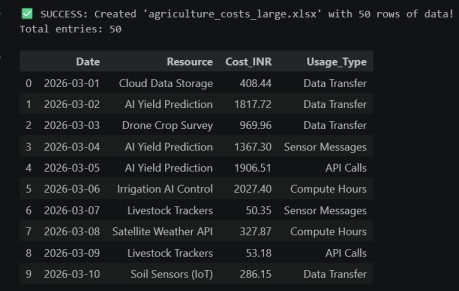 ✅ SUCCESS: Created 'agriculture_costs_large.xlsx' with 50 rows of data!
Total entries: 50
Date Resource Cost_INR Usage_Type
0 2026-03-01 Cloud Data Storage 408.44 Data Transfer
1 2026-03-02 AI Yield Prediction 1817.72 Data Transfer
2 2026-03-03 Drone Crop Survey 969.96 Data Transfer
3 2026-03-04 AI Yield Prediction 1367.30 Sensor Messages
4 2026-03-05 AI Yield Prediction 1906.51 API Calls
5 2026-03-06 Irrigation AI Control 2027.40 Compute Hours
6 2026-03-07 Livestock Trackers 50.35 Sensor Messages
7 2026-03-08 Satellite Weather API 327.87 Compute Hours
8 2026-03-09 Livestock Trackers 53.18 API Calls
9 2026-03-10 Soil Sensors (IoT) 286.15 Data Transfer